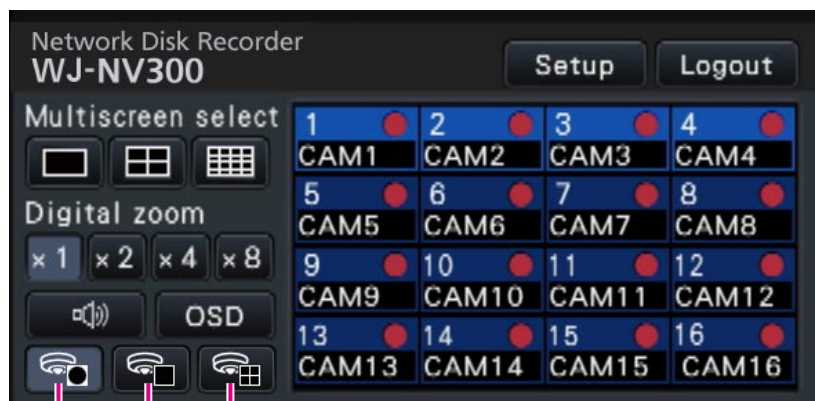 Network Disk Recorder
WJ-NV300
Setup Logout
Multiscreen select
Digital zoom
× 1 × 2 × 4 × 8
OSD
1 2 3 4
CAM1 CAM2 CAM3 CAM4
5 6 7 8
CAM5 CAM6 CAM7 CAM8
9 10 11 12
CAM9 CAM10 CAM11 CAM12
13 14 15 16
CAM13 CAM14 CAM15 CAM16